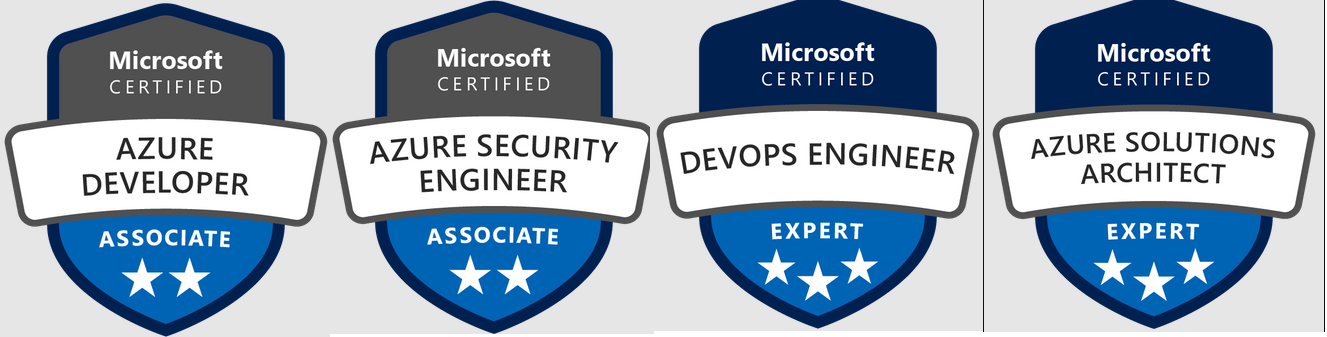 Microsoft
CERTIFIED
AZURE
DEVELOPER
ASSOCIATE
Microsoft
CERTIFIED
AZURE SECURITY
ENGINEER
ASSOCIATE
Microsoft
CERTIFIED
DEVOPS ENGINEER
EXPERT
Microsoft
CERTIFIED
AZURE SOLUTIONS
ARCHITECT
EXPERT